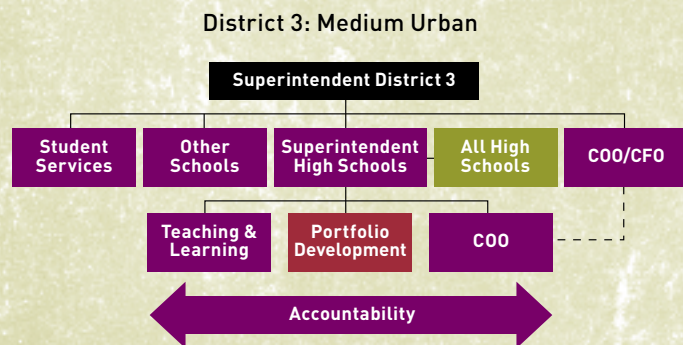 District 3: Medium Urban
Superintendent District 3
Student
Services
Other
Schools
Superintendent
High Schools
All High
Schools
COO/CFO
Teaching &
Learning
Portfolio
Development
COO
Accountability